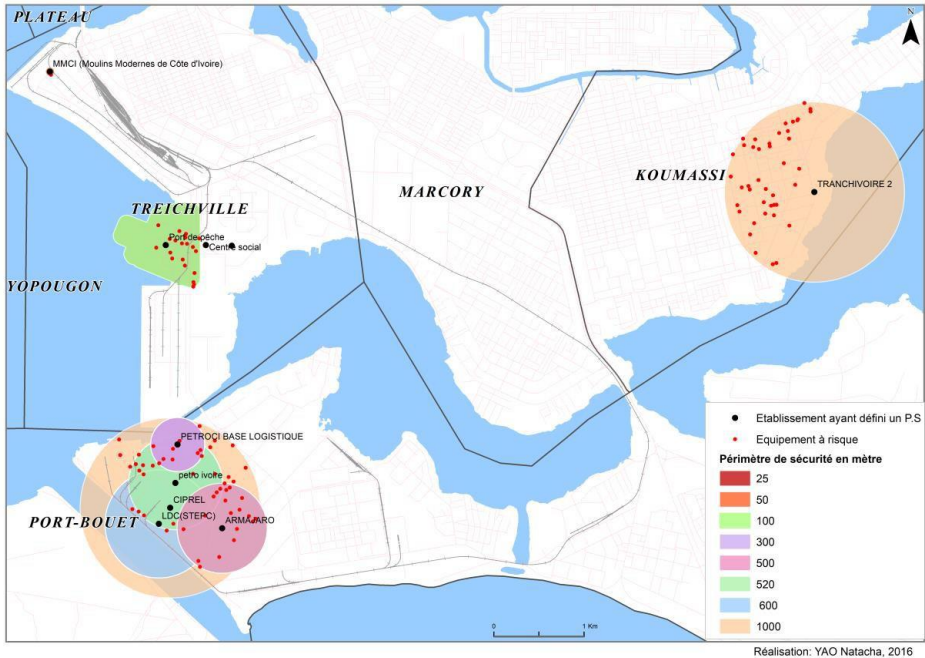 PLATEAU
N
MMCI (Moulins Modernes de Côte d'Ivoire)
KOUMASSI
MARCORY
TRANCHIVOIRE 2
TREICHVILLE
Port de pêche
Centre social
YOPOUGON
PETROCI BASE LOGISTIQUE
petro ivoire
CIPREL
PORT-BOUET
LDC(STEPC)
ARMAJARO
Etablissement ayant défini un P.S
Equipement à risque
Périmètre de sécurité en mètre
25
50
100
300
500
520
600
1000
0 1 Km
Réalisation: YAO Natacha, 2016